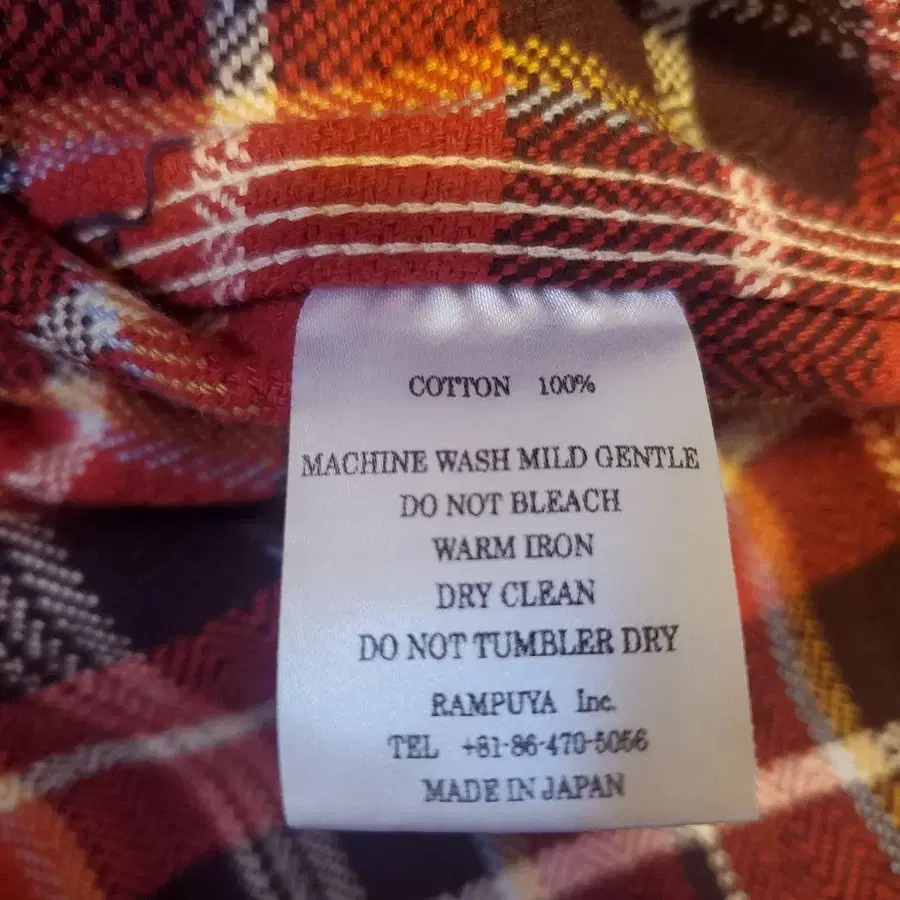 COTTON 100%
MACHINE WASH MILD GENTLE
DO NOT BLEACH
WARM IRON
DRY CLEAN
DO NOT TUMBLER DRY
RAMPUYA Inc.
TEL +81-86-470-5056
MADE IN JAPAN